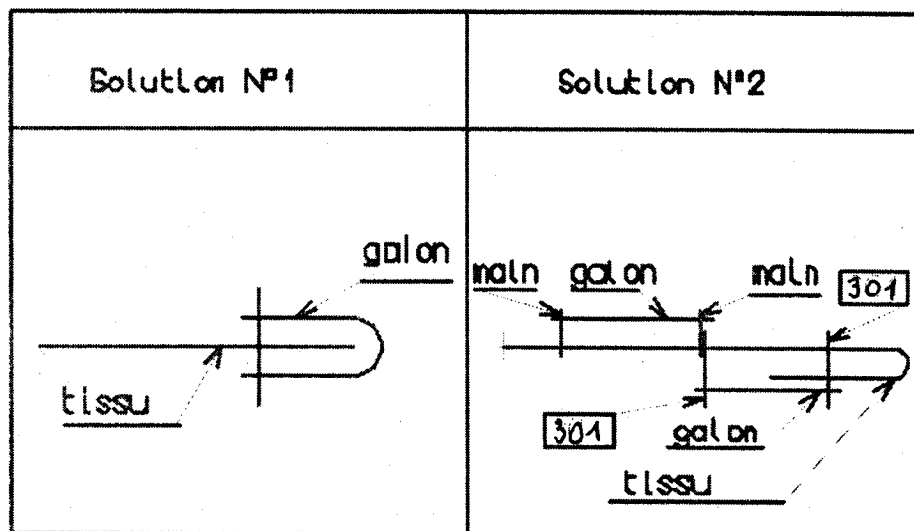 Solution N°1
Solution N°2
galon
tissu
main
galon
main
301
301
galon
tissu